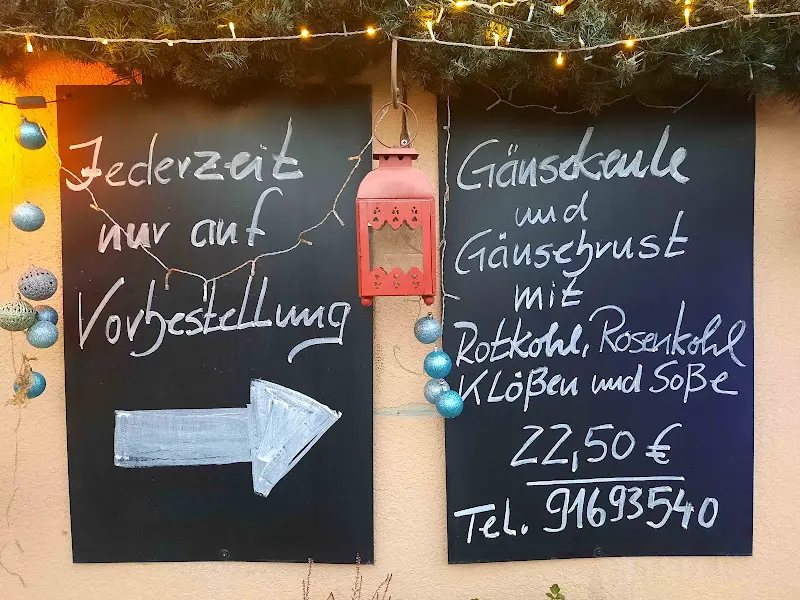 Jederzeit
nur auf
Vorbestellung
Gänsekeule
und
Gänsebrust
mit
Rotkohl, Rosenkohl
Klößen und Soße
22,50 €
Tel. 91693540